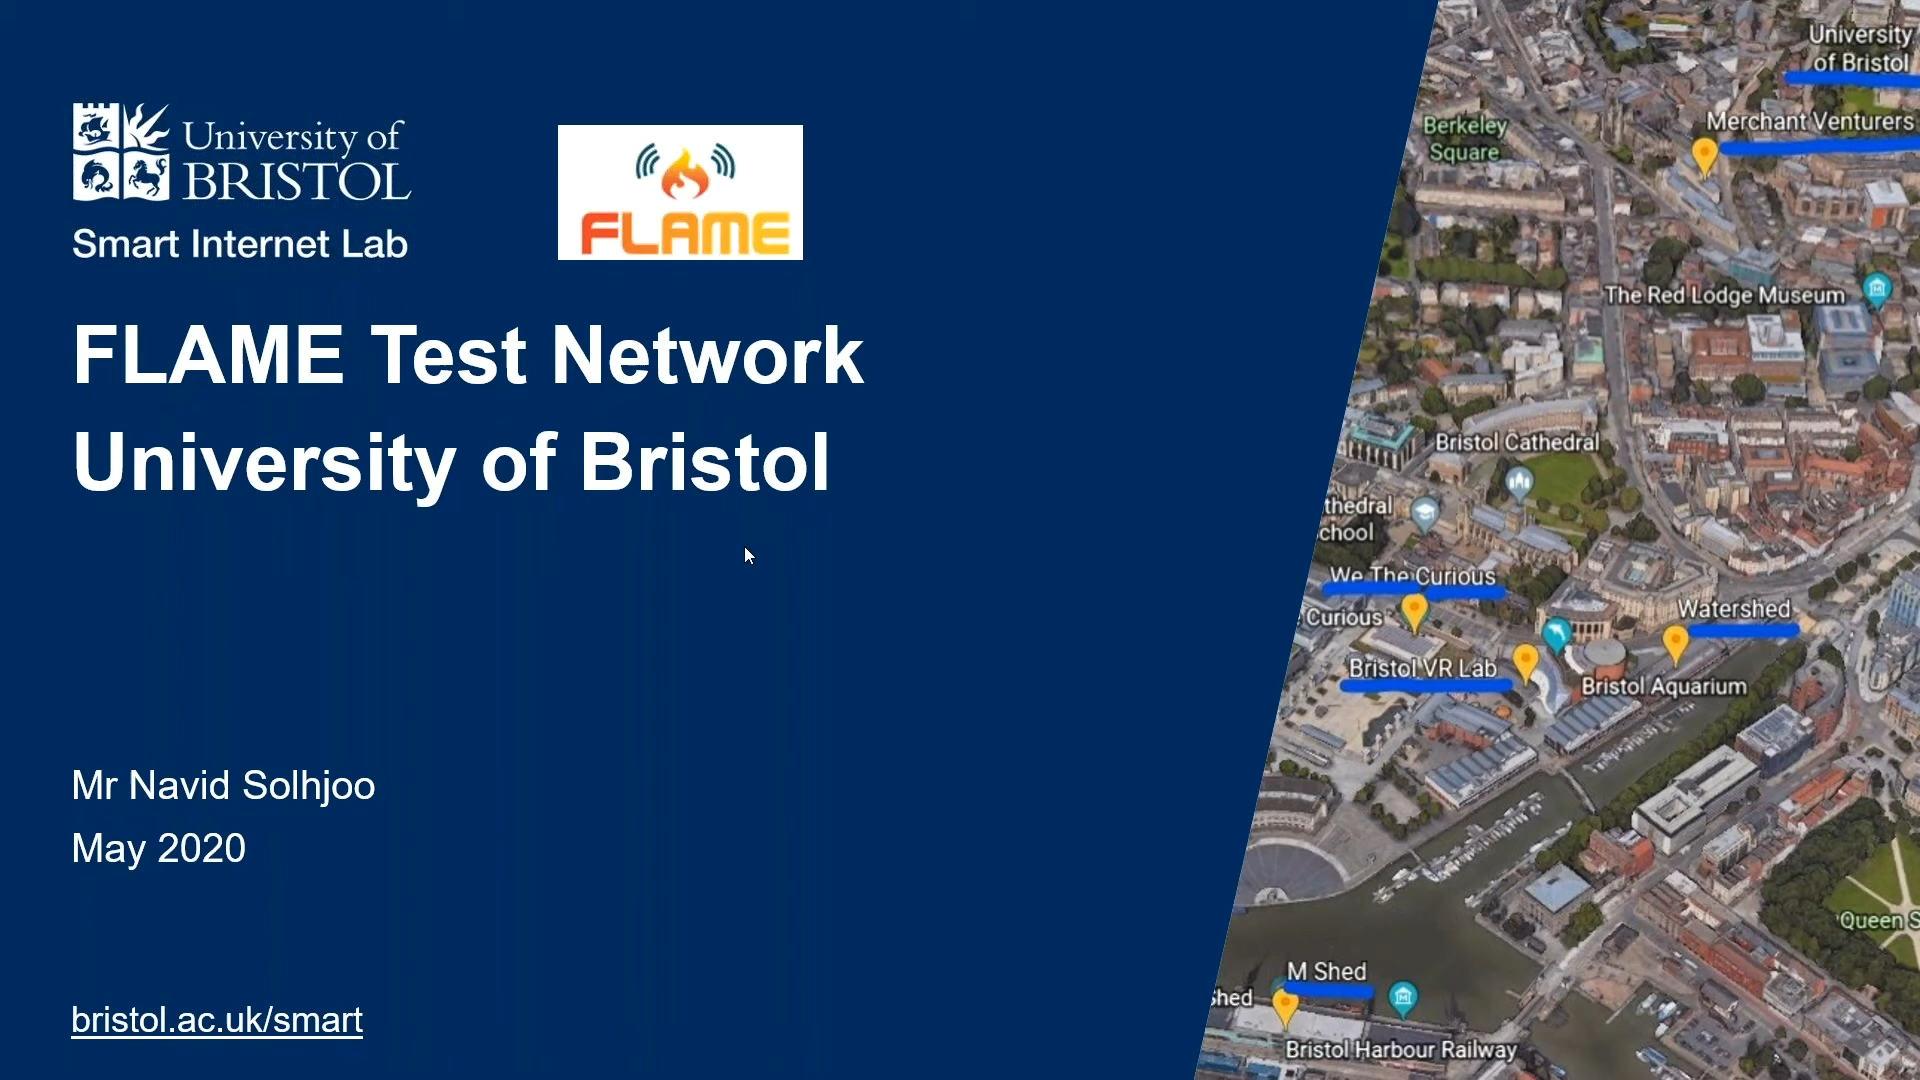 University of
BRISTOL
Smart Internet Lab
FLAME
FLAME Test Network
University of Bristol
Mr Navid Solhjoo
May 2020
bristol.ac.uk/smart
University
of Bristol
Merchant Venturers
Berkeley
Square
The Red Lodge Museum
Bristol Cathedral
thedral
chool
We The Curious
Curious
Watershed
Bristol VR Lab
Bristol Aquarium
Queen S
M Shed
Shed
Bristol Harbour Railway